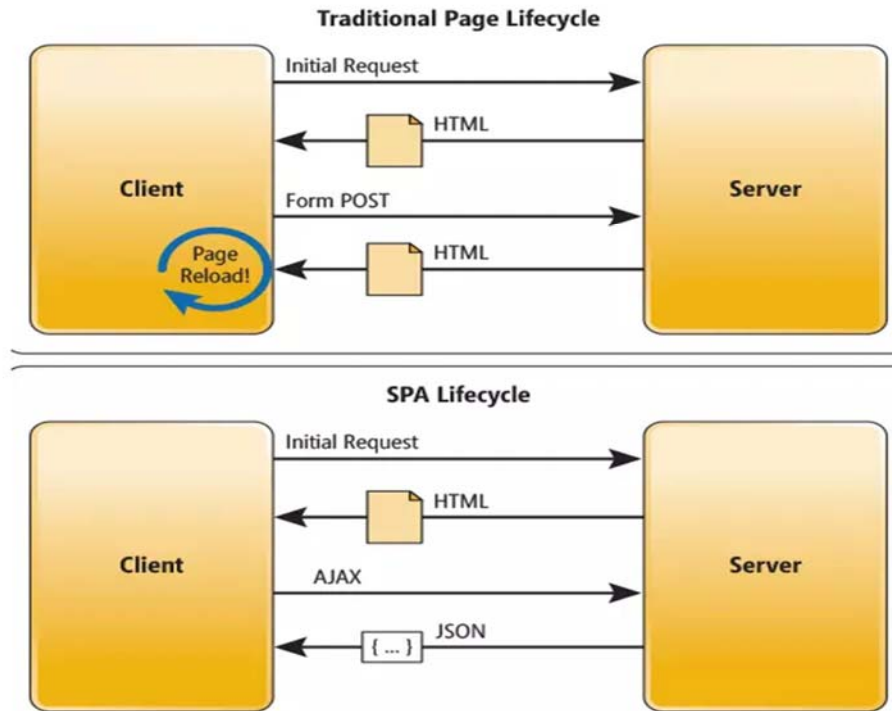 Traditional Page Lifecycle
Initial Request
HTML
Client
Server
Form POST
HTML
Page
Reload!
SPA Lifecycle
Initial Request
HTML
Client
Server
AJAX
JSON
{ ... }